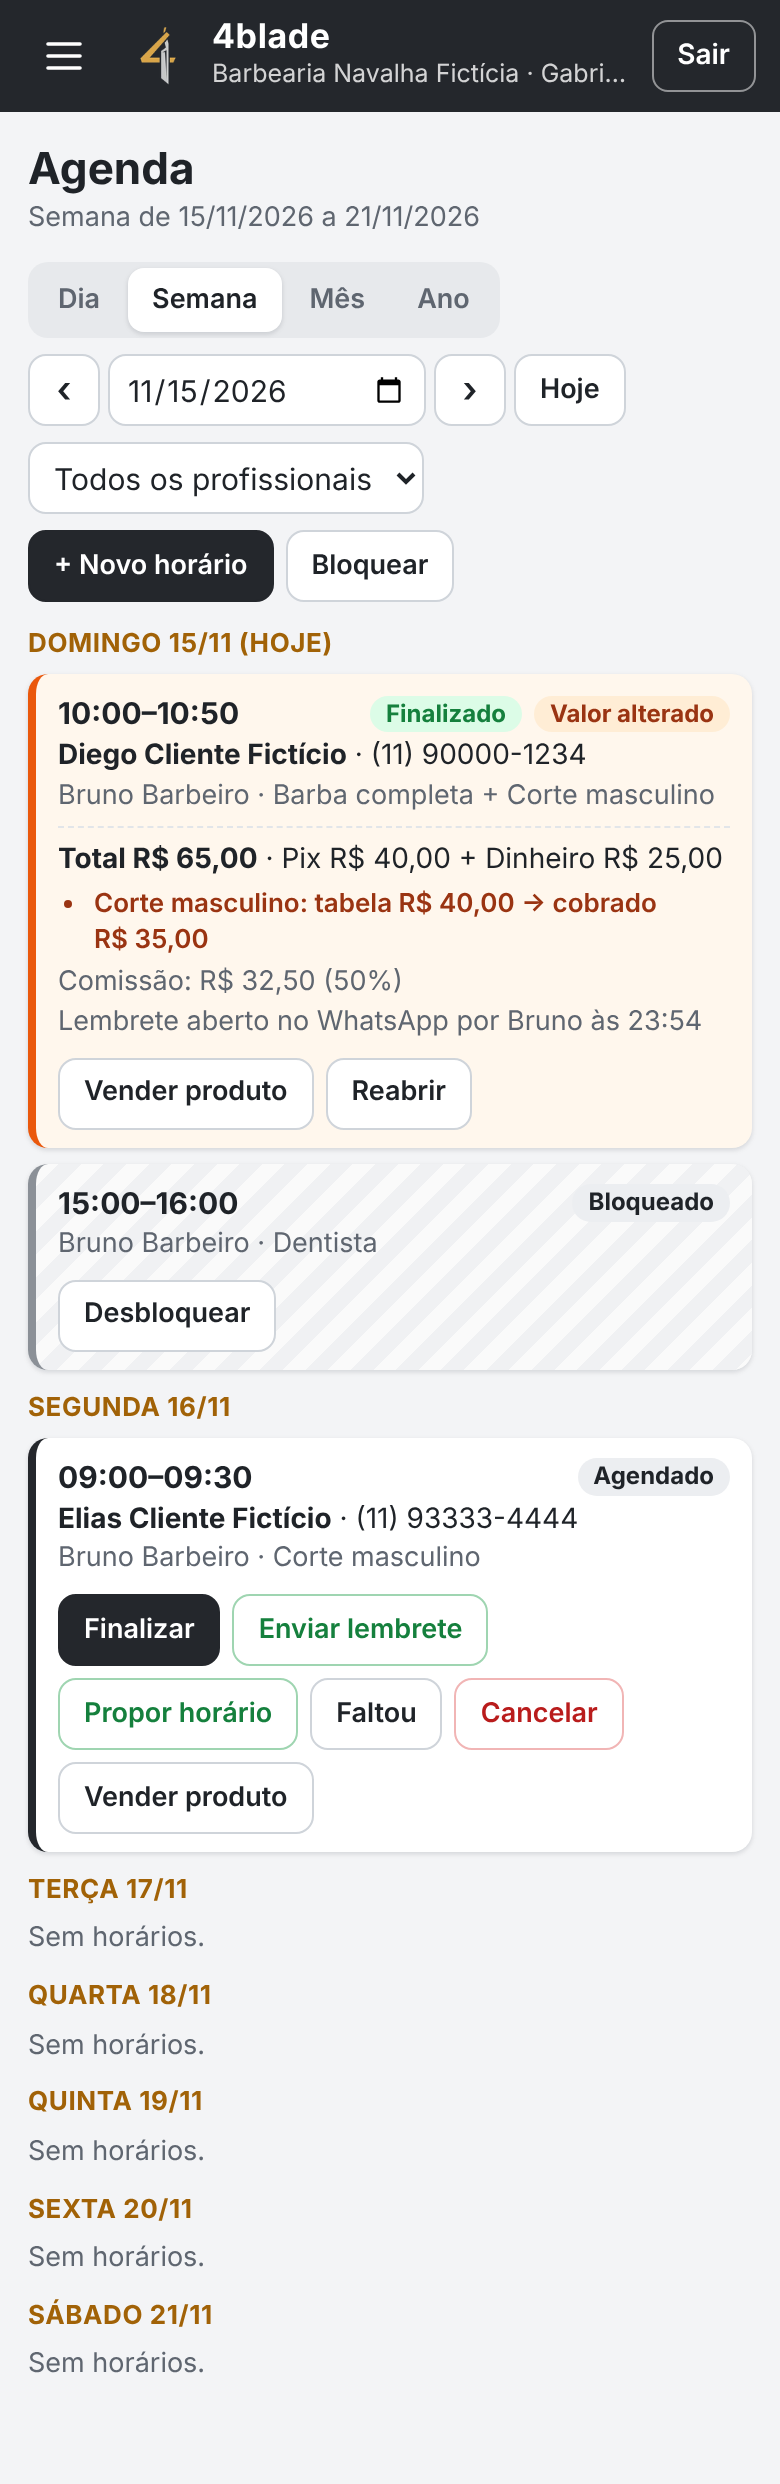 4blade
Barbearia Navalha Fictícia · Gabri...
Sair
Agenda
Semana de 15/11/2026 a 21/11/2026
Dia Semana Mês Ano
‹ 11/15/2026 › Hoje
Todos os profissionais
+ Novo horário Bloquear
DOMINGO 15/11 (HOJE)
10:00–10:50 Finalizado Valor alterado
Diego Cliente Fictício · (11) 90000-1234
Bruno Barbeiro · Barba completa + Corte masculino
Total R$ 65,00 · Pix R$ 40,00 + Dinheiro R$ 25,00
• Corte masculino: tabela R$ 40,00 → cobrado
R$ 35,00
Comissão: R$ 32,50 (50%)
Lembrete aberto no WhatsApp por Bruno às 23:54
Vender produto Reabrir
15:00–16:00 Bloqueado
Bruno Barbeiro · Dentista
Desbloquear
SEGUNDA 16/11
09:00–09:30 Agendado
Elias Cliente Fictício · (11) 93333-4444
Bruno Barbeiro · Corte masculino
Finalizar Enviar lembrete
Propor horário Faltou Cancelar
Vender produto
TERÇA 17/11
Sem horários.
QUARTA 18/11
Sem horários.
QUINTA 19/11
Sem horários.
SEXTA 20/11
Sem horários.
SÁBADO 21/11
Sem horários.